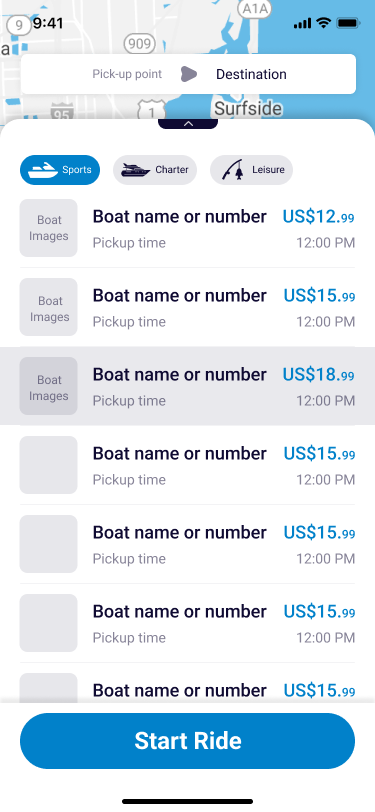 9
9:41
A1A
909
a
Pick-up point
Destination
95
1
Surfside
Sports
Charter
Leisure
Boat Images
Boat name or number
US$12.99
Pickup time
12:00 PM
Boat Images
Boat name or number
US$15.99
Pickup time
12:00 PM
Boat Images
Boat name or number
US$18.99
Pickup time
12:00 PM
Boat name or number
US$15.99
Pickup time
12:00 PM
Boat name or number
US$15.99
Pickup time
12:00 PM
Boat name or number
US$15.99
Pickup time
12:00 PM
Boat name or number
US$15.99
Start Ride